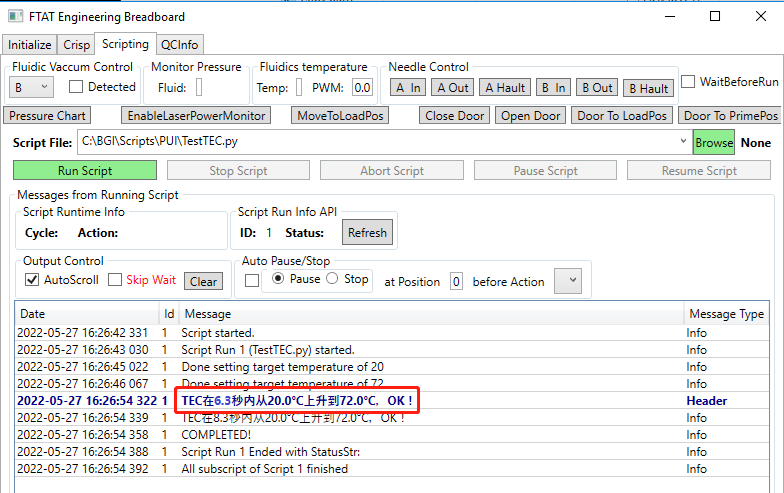 FTAT Engineering Breadboard
Initialize Crisp Scripting QCInfo
Fluidic Vaccum Control Monitor Pressure Fluidics temperature Needle Control
B Detected Fluid: Temp: PWM: 0.0 A In A Out A Hault B In B Out B Hault WaitBeforeRun
Pressure Chart EnableLaserPowerMonitor MoveToLoadPos Close Door Open Door Door To LoadPos Door To PrimePos
Script File: C:\BGI\Scripts\PUI\TestTEC.py Browse None
Run Script Stop Script Abort Script Pause Script Resume Script
Messages from Running Script
Script Runtime Info Script Run Info API
Cycle: Action: ID: 1 Status: Refresh
Output Control Auto Pause/Stop
AutoScroll Skip Wait Clear Pause Stop at Position 0 before Action
Date Id Message Message Type
2022-05-27 16:26:42 331 1 Script started. Info
2022-05-27 16:26:43 030 1 Script Run 1 (TestTEC.py) started. Info
2022-05-27 16:26:45 022 1 Done setting target temperature of 20 Info
2022-05-27 16:26:46 067 1 Done setting target temperature of 72 Info
2022-05-27 16:26:54 322 1 TEC在6.3秒内从20.0°C上升到72.0°C，OK！ Header
2022-05-27 16:26:54 339 1 TEC在8.3秒内从20.0°C上升到72.0°C，OK！ Info
2022-05-27 16:26:54 358 1 COMPLETED! Info
2022-05-27 16:26:54 388 1 Script Run 1 Ended with StatusStr: Info
2022-05-27 16:26:54 392 1 All subscript of Script 1 finished Info